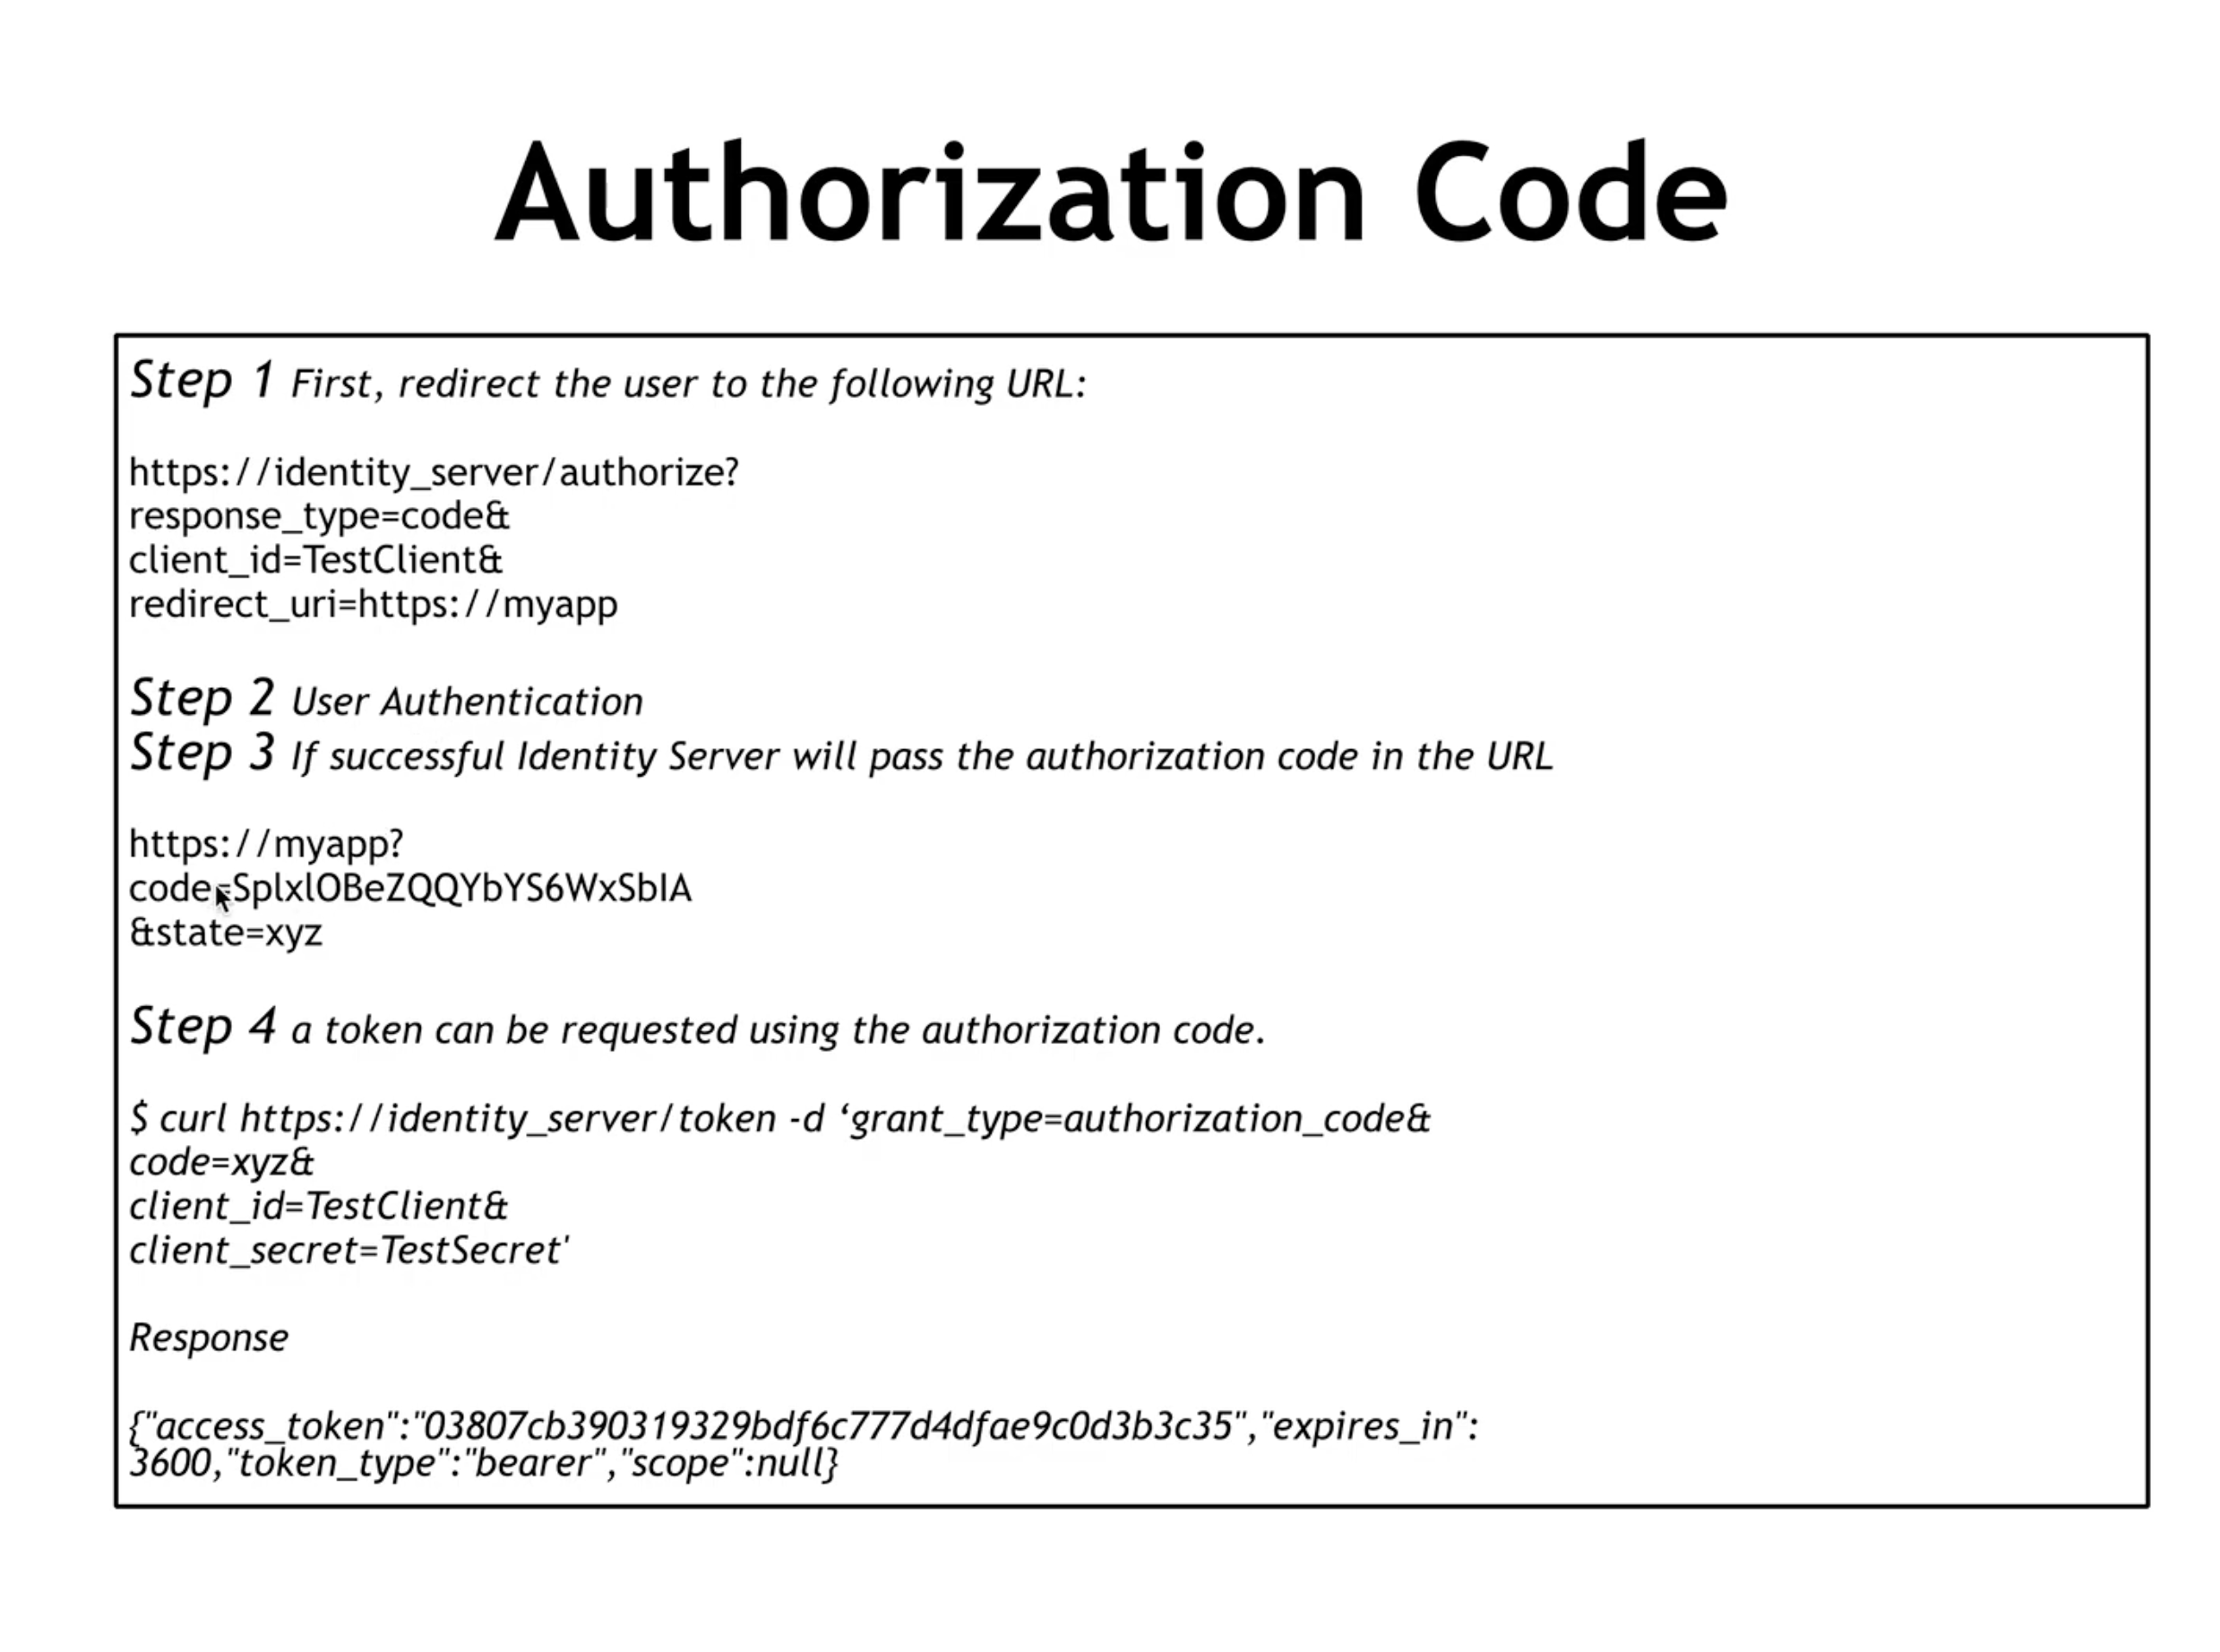 Authorization Code
Step 1 First, redirect the user to the following URL:
https://identity_server/authorize?
response_type=code&
client_id=TestClient&
redirect_uri=https://myapp
Step 2 User Authentication
Step 3 If successful Identity Server will pass the authorization code in the URL
https://myapp?
code=SplxlOBeZQQYbYS6WxSbIA
&state=xyz
Step 4 a token can be requested using the authorization code.
$ curl https://identity_server/token -d ‘grant_type=authorization_code&
code=xyz&
client_id=TestClient&
client_secret=TestSecret'
Response
{"access_token":"03807cb390319329bdf6c777d4dfae9c0d3b3c35","expires_in":
3600,"token_type":"bearer","scope":null}